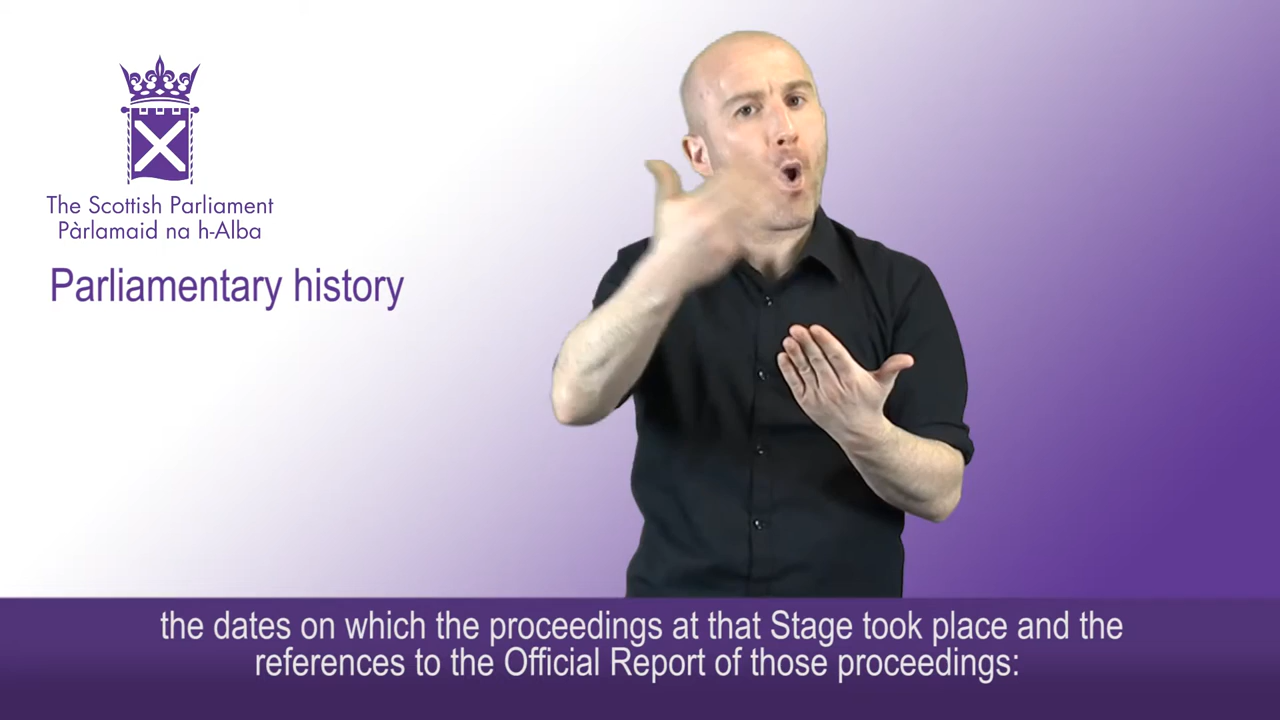 The Scottish Parliament
Pàrlamaid na h-Alba
Parliamentary history
the dates on which the proceedings at that Stage took place and the
references to the Official Report of those proceedings: